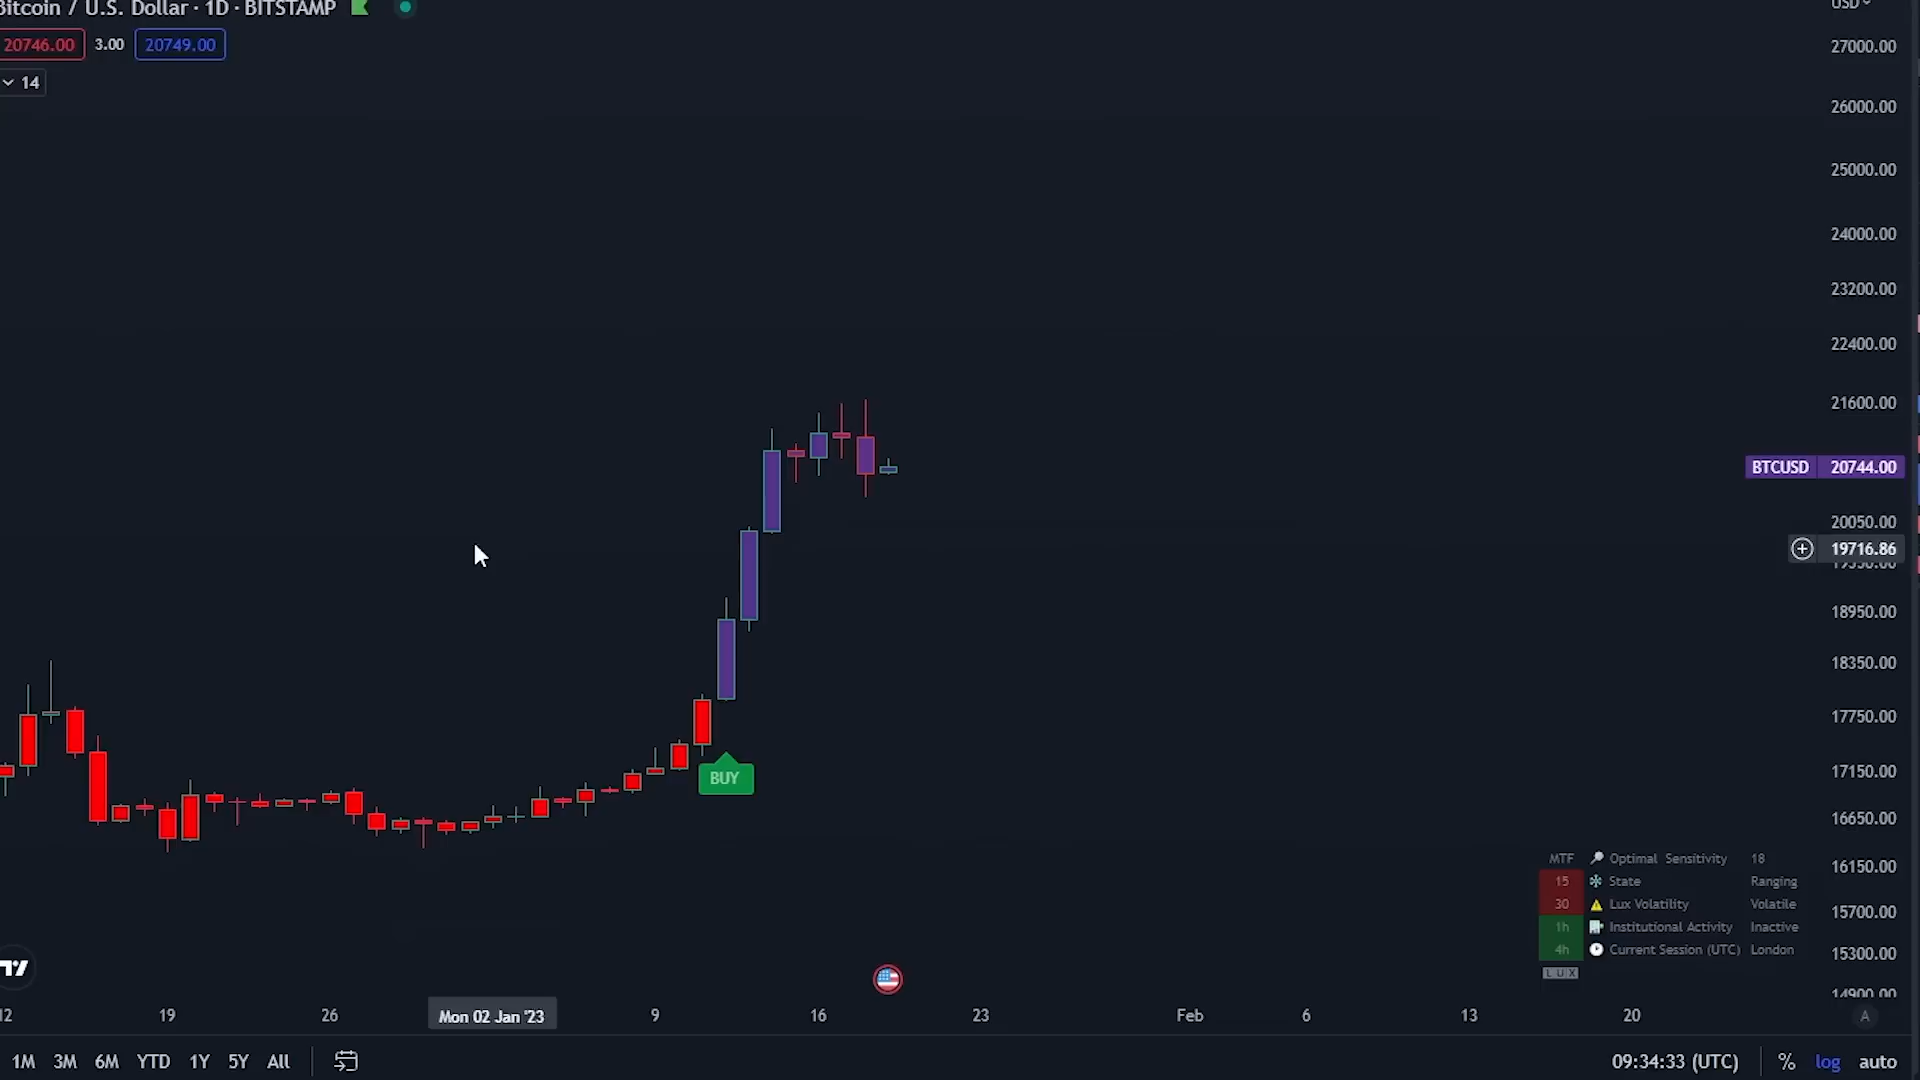 Bitcoin / U.S. Dollar · 1D · BITSTAMP
USD
20746.00 3.00 20749.00
14
27000.00
26000.00
25000.00
24000.00
23200.00
22400.00
21600.00
BTCUSD 20744.00
20050.00
19716.86
18950.00
18350.00
17750.00
17150.00
16650.00
16150.00
15700.00
15300.00
14900.00
BUY
MTF Optimal Sensitivity 18
15 State Ranging
30 Lux Volatility Volatile
1h Institutional Activity Inactive
4h Current Session (UTC) London
LUX
12 19 26 Mon 02 Jan '23 9 16 23 Feb 6 13 20 A
1M 3M 6M YTD 1Y 5Y All 09:34:33 (UTC) % log auto